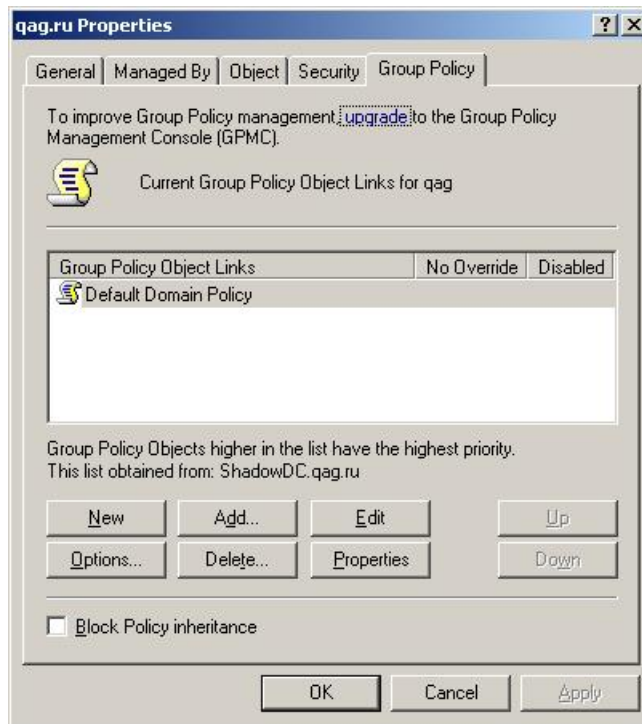 qag.ru Properties
General Managed By Object Security Group Policy
To improve Group Policy management, upgrade to the Group Policy
Management Console (GPMC).
Current Group Policy Object Links for qag
Group Policy Object Links No Override Disabled
Default Domain Policy
Group Policy Objects higher in the list have the highest priority.
This list obtained from: ShadowDC.qag.ru
New Add... Edit Up
Options... Delete... Properties Down
Block Policy inheritance
OK Cancel Apply